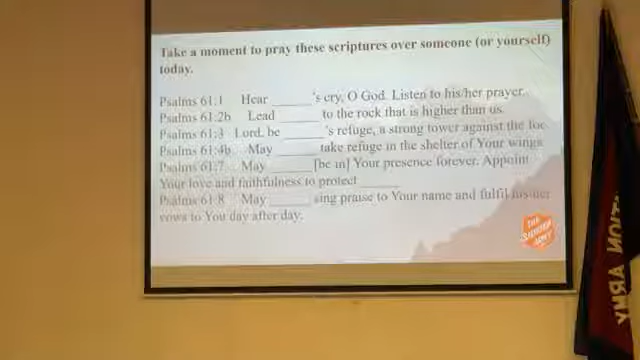 Take a moment to pray these scriptures over someone (or yourself)
today.
Psalms 61:1 Hear ______'s cry, O God. Listen to his/her prayer.
Psalms 61:2b Lead ______ to the rock that is higher than us.
Psalms 61:3 Lord, be ______'s refuge, a strong tower against the foe.
Psalms 61:4b May ______ take refuge in the shelter of Your wings.
Psalms 61:7 May ______ [be in] Your presence forever. Appoint
Your love and faithfulness to protect ______
Psalms 61:8 May ______ sing praise to Your name and fulfil his/her
vows to You day after day.
THE
SALVATION
ARMY
TION ARMY